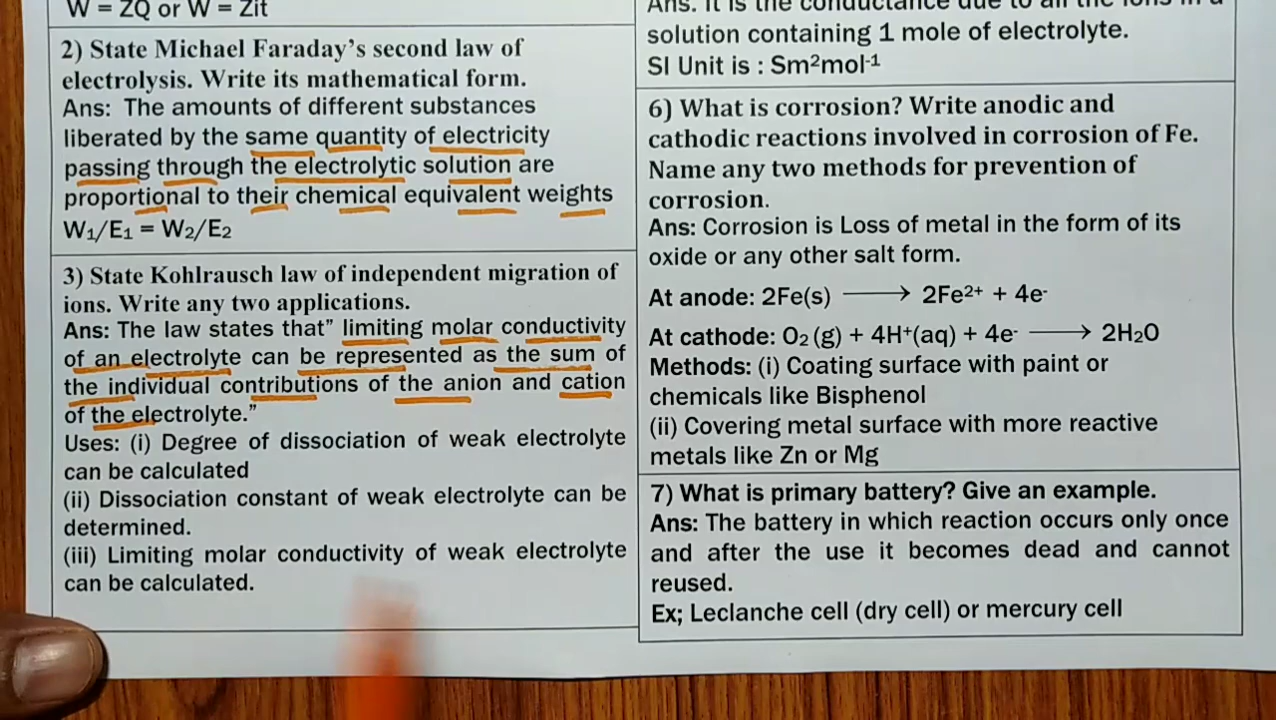 W = ZQ or W = Zit
2) State Michael Faraday's second law of
electrolysis. Write its mathematical form.
Ans: The amounts of different substances
liberated by the same quantity of electricity
passing through the electrolytic solution are
proportional to their chemical equivalent weights
W₁/E₁ = W₂/E₂
3) State Kohlrausch law of independent migration of
ions. Write any two applications.
Ans: The law states that" limiting molar conductivity
of an electrolyte can be represented as the sum of
the individual contributions of the anion and cation
of the electrolyte."
Uses: (i) Degree of dissociation of weak electrolyte
can be calculated
(ii) Dissociation constant of weak electrolyte can be
determined.
(iii) Limiting molar conductivity of weak electrolyte
can be calculated.
Ans. It is the conductance due to all the ions in a
solution containing 1 mole of electrolyte.
SI Unit is : Sm²mol⁻¹
6) What is corrosion? Write anodic and
cathodic reactions involved in corrosion of Fe.
Name any two methods for prevention of
corrosion.
Ans: Corrosion is Loss of metal in the form of its
oxide or any other salt form.
At anode: 2Fe(s) ⟶ 2Fe²⁺ + 4e⁻
At cathode: O₂ (g) + 4H⁺(aq) + 4e⁻ ⟶ 2H₂O
Methods: (i) Coating surface with paint or
chemicals like Bisphenol
(ii) Covering metal surface with more reactive
metals like Zn or Mg
7) What is primary battery? Give an example.
Ans: The battery in which reaction occurs only once
and after the use it becomes dead and cannot
reused.
Ex; Leclanche cell (dry cell) or mercury cell